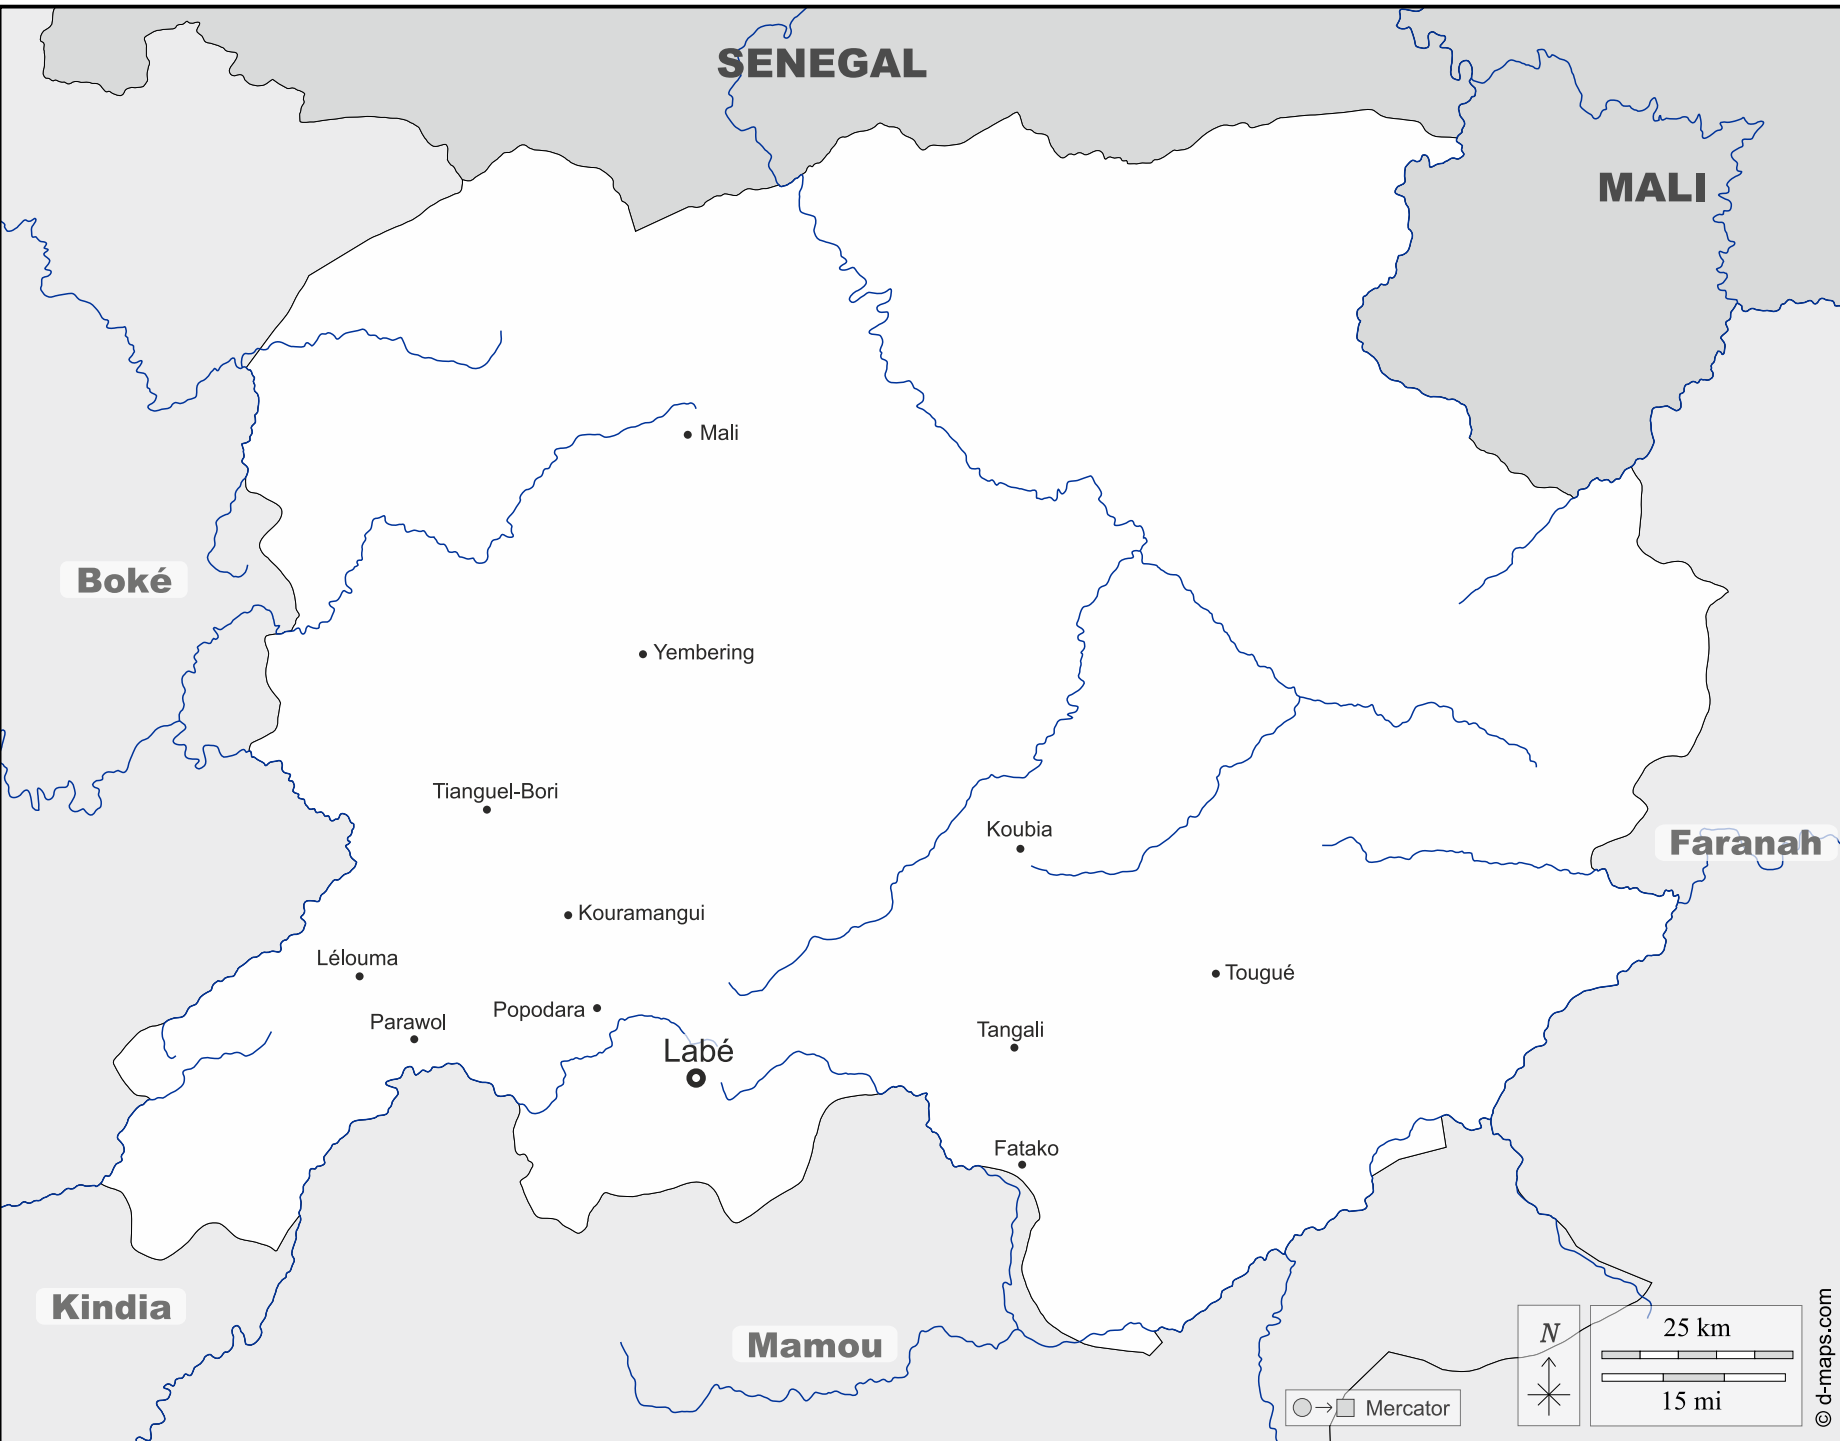 SENEGAL
MALI
Mali
Boké
Yembering
Tianguel-Bori
Koubia
Faranah
Kouramangui
Lélouma
Tougué
Popodara
Parawol
Tangali
Labé
Fatako
Kindia
Mamou
N
25 km
15 mi
Mercator
© d-maps.com